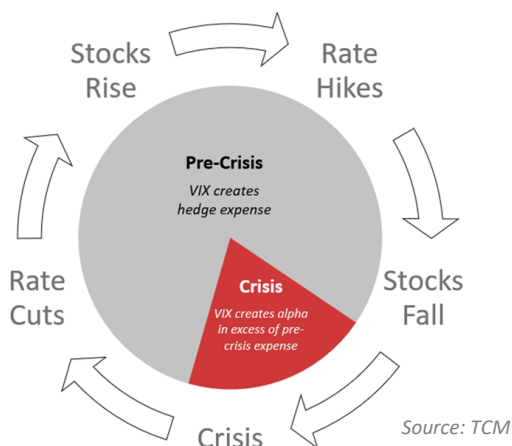 Stocks
Rise
Rate
Hikes
Pre-Crisis
VIX creates
hedge expense
Rate
Cuts
Crisis
VIX creates alpha
in excess of pre-
crisis expense
Stocks
Fall
Crisis
Source: TCM